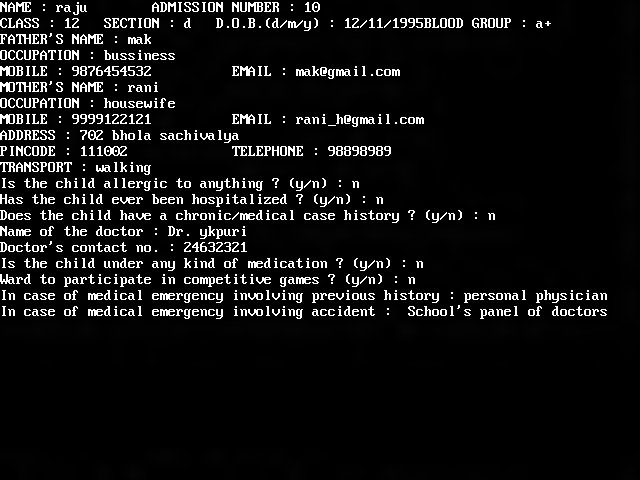 NAME : raju ADMISSION NUMBER : 10
CLASS : 12 SECTION : d D.O.B.(d/m/y) : 12/11/1995BLOOD GROUP : a+
FATHER'S NAME : mak
OCCUPATION : bussiness
MOBILE : 9876454532 EMAIL : mak@gmail.com
MOTHER'S NAME : rani
OCCUPATION : housewife
MOBILE : 9999122121 EMAIL : rani_h@gmail.com
ADDRESS : 702 bhola sachivalya
PINCODE : 111002 TELEPHONE : 98898989
TRANSPORT : walking
Is the child allergic to anything ? (y/n) : n
Has the child ever been hospitalized ? (y/n) : n
Does the child have a chronic/medical case history ? (y/n) : n
Name of the doctor : Dr. ykpuri
Doctor's contact no. : 24632321
Is the child under any kind of medication ? (y/n) : n
Ward to participate in competitive games ? (y/n) : n
In case of medical emergency involving previous history : personal physician
In case of medical emergency involving accident : School's panel of doctors